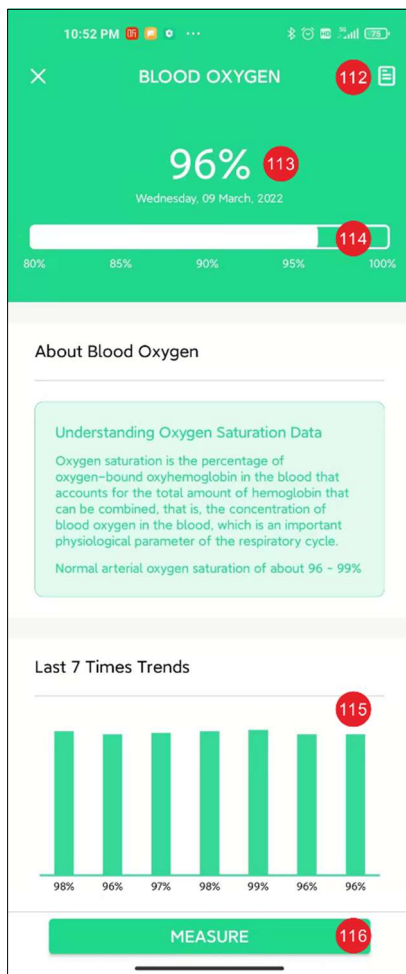 10:52 PM ... HD 5G 75
BLOOD OXYGEN 112
96% 113
Wednesday, 09 March, 2022
114
80% 85% 90% 95% 100%
About Blood Oxygen
Understanding Oxygen Saturation Data
Oxygen saturation is the percentage of
oxygen-bound oxyhemoglobin in the blood that
accounts for the total amount of hemoglobin that
can be combined, that is, the concentration of
blood oxygen in the blood, which is an important
physiological parameter of the respiratory cycle.
Normal arterial oxygen saturation of about 96 - 99%
Last 7 Times Trends
115
98% 96% 97% 98% 99% 96% 96%
MEASURE 116